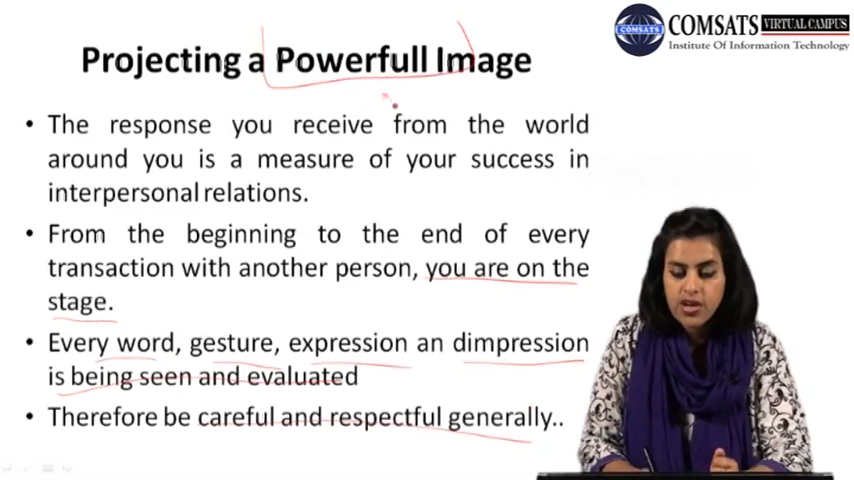 COMSATS VIRTUAL CAMPUS
Institute Of Information Technology
Projecting a Powerfull Image
• The response you receive from the world
around you is a measure of your success in
interpersonal relations.
• From the beginning to the end of every
transaction with another person, you are on the
stage.
• Every word, gesture, expression an dimpression
is being seen and evaluated
• Therefore be careful and respectful generally..